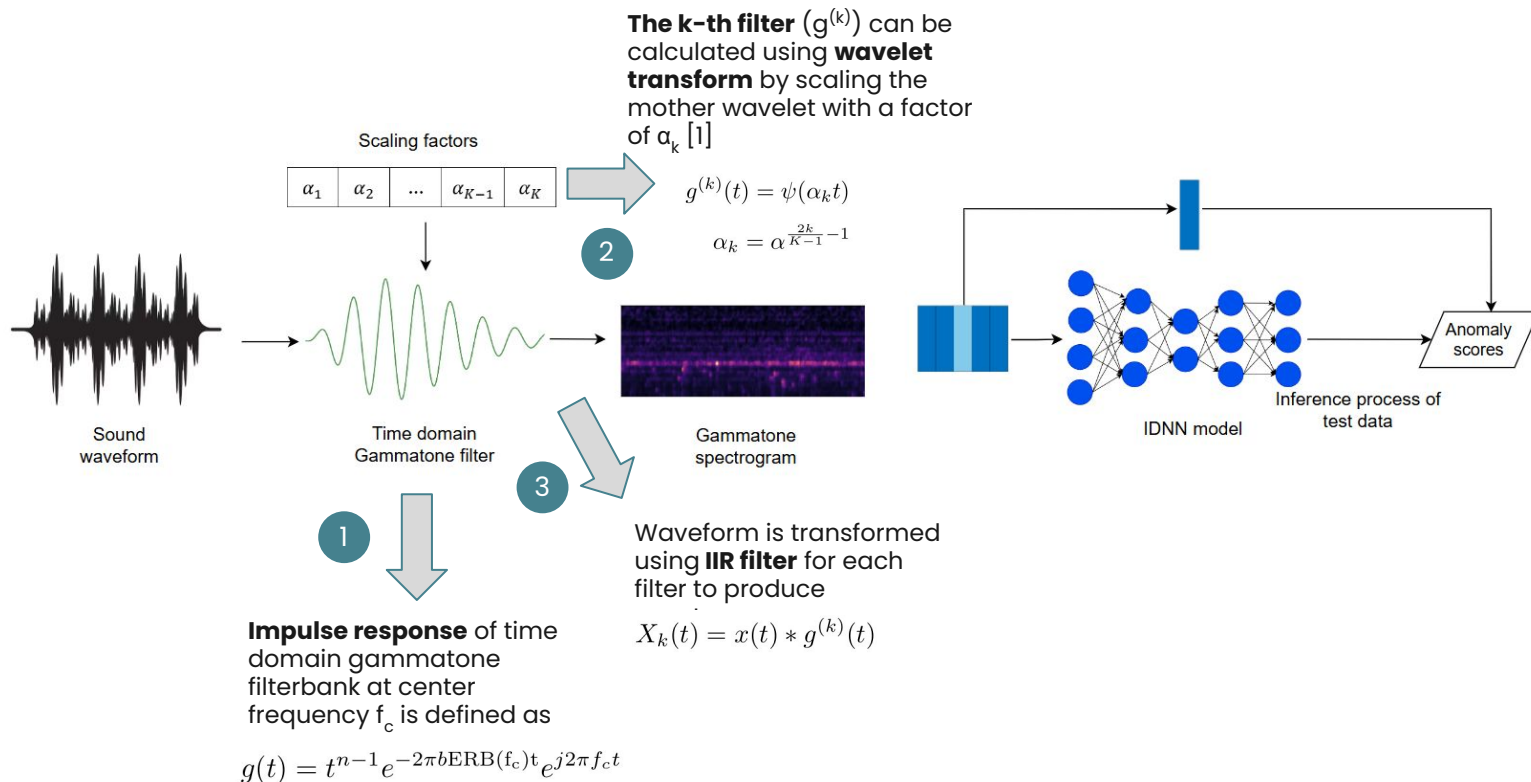 The k-th filter (g^(k)) can be
calculated using wavelet
transform by scaling the
mother wavelet with a factor
of α_k [1]
g^(k)(t) = ψ(α_k t)
α_k = α^(2k/(K−1) −1)
Scaling factors
α_1 α_2 ... α_{K−1} α_K
2
Sound
waveform
Time domain
Gammatone filter
Gammatone
spectrogram
IDNN model
Inference process of
test data
Anomaly
scores
1
3
Impulse response of time
domain gammatone
filterbank at center
frequency f_c is defined as
g(t) = t^{n−1} e^{−2πbERB(f_c)t} e^{j2πf_c t}
Waveform is transformed
using IIR filter for each
filter to produce
X_k(t) = x(t) * g^(k)(t)